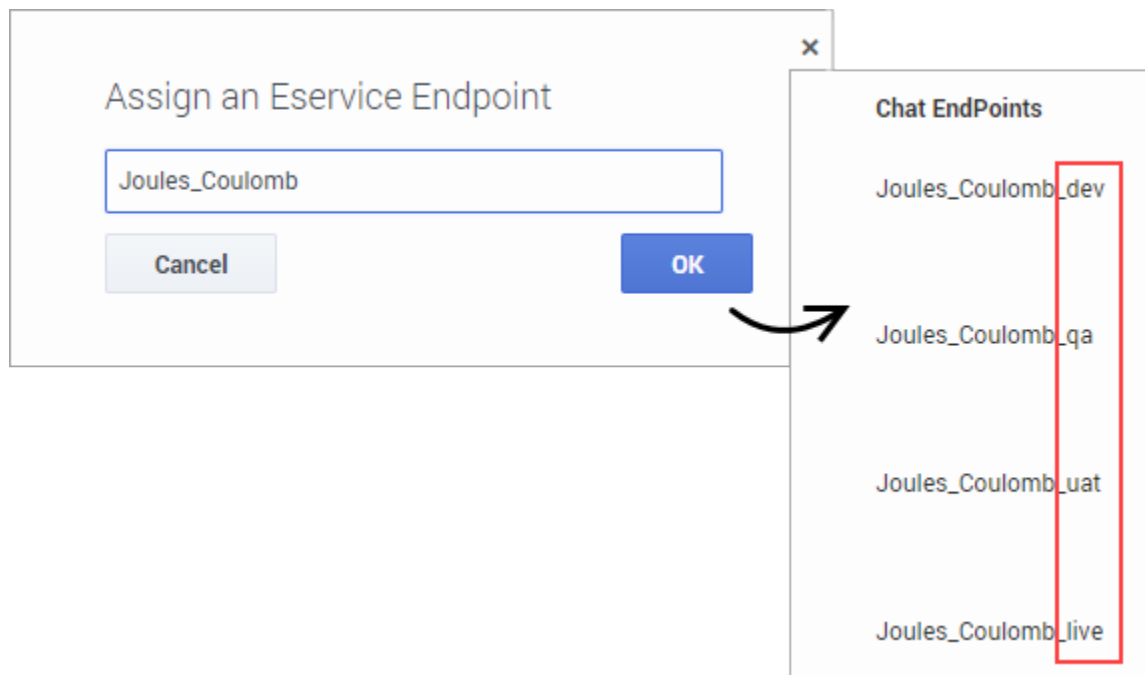 Assign an Eservice Endpoint
Joules_Coulomb
Cancel
OK
Chat EndPoints
Joules_Coulomb_dev
Joules_Coulomb_qa
Joules_Coulomb_uat
Joules_Coulomb_live